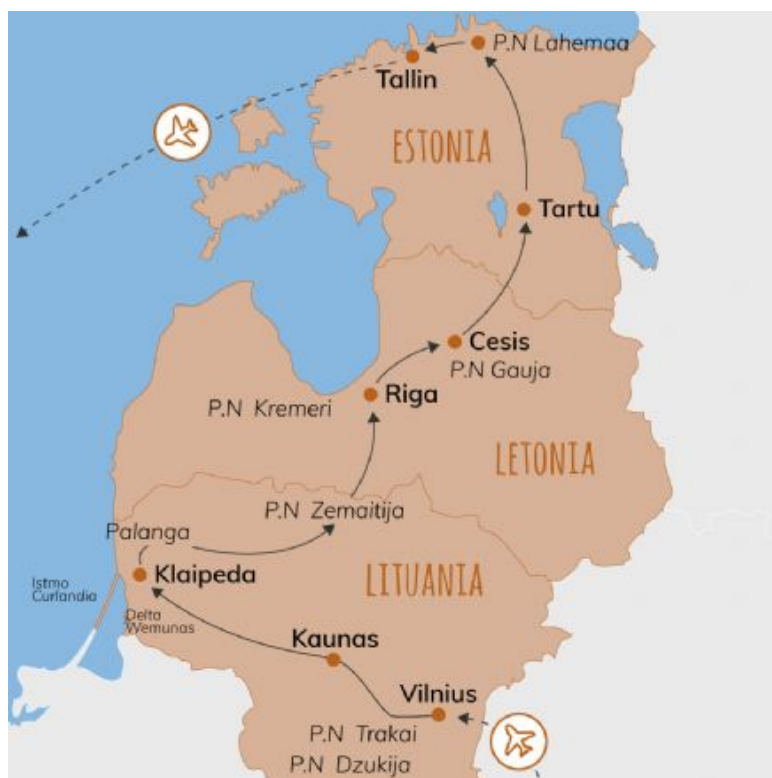 P.N Lahemaa
Tallin
ESTONIA
Tartu
Cesis
P.N Gauja
Riga
P.N Kremeri
LETONIA
P.N Zemaitija
Palanga
Klaipeda
LITUANIA
Istmo
Curlandia
Delta
Wemunas
Kaunas
Vilnius
P.N Trakai
P.N Dzukija